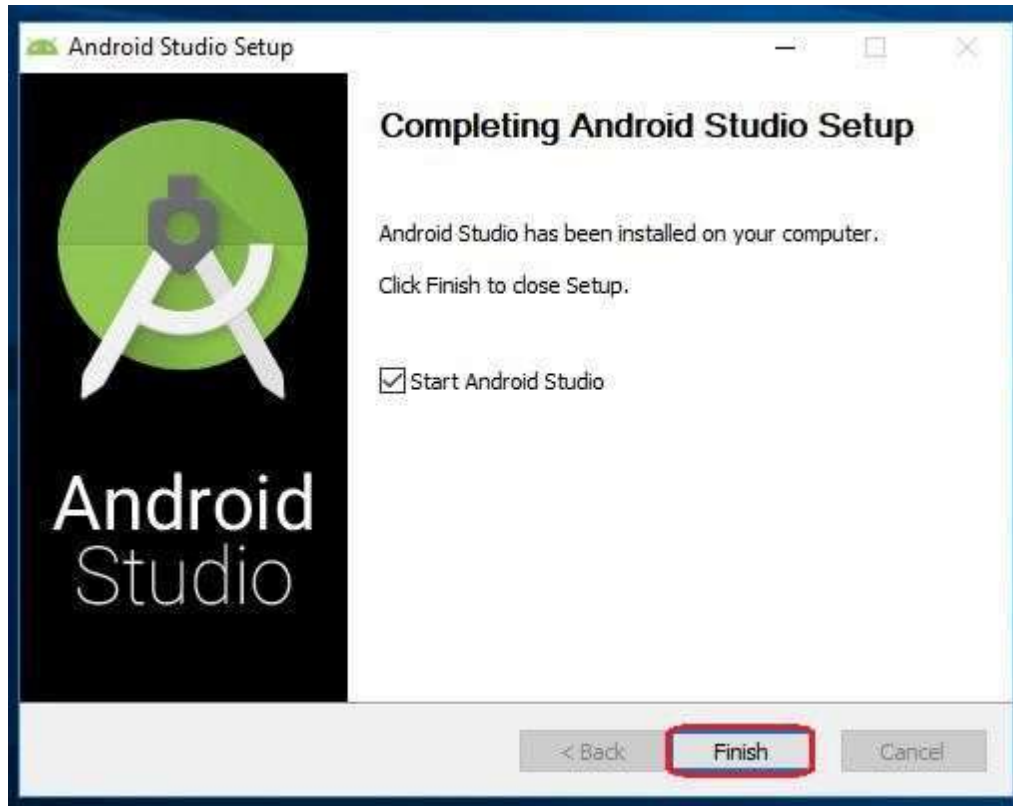 Android Studio Setup
Completing Android Studio Setup
Android Studio has been installed on your computer.
Click Finish to close Setup.
Start Android Studio
Android
Studio
< Back
Finish
Cancel